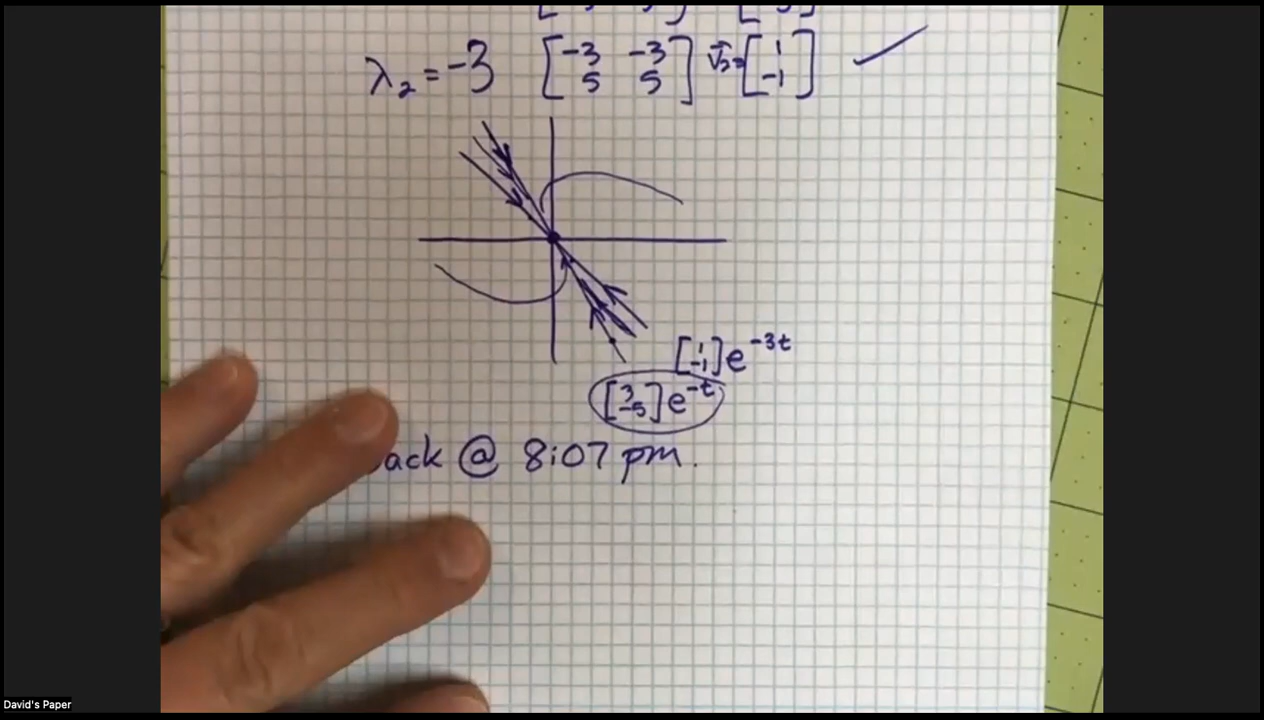 λ₂ = -3 [-3 -3; 5 5] v⃗₂= [1; -1] ✓
[1; -1] e^-3t
[3; -5] e^-t
back @ 8:07 pm.
David's Paper